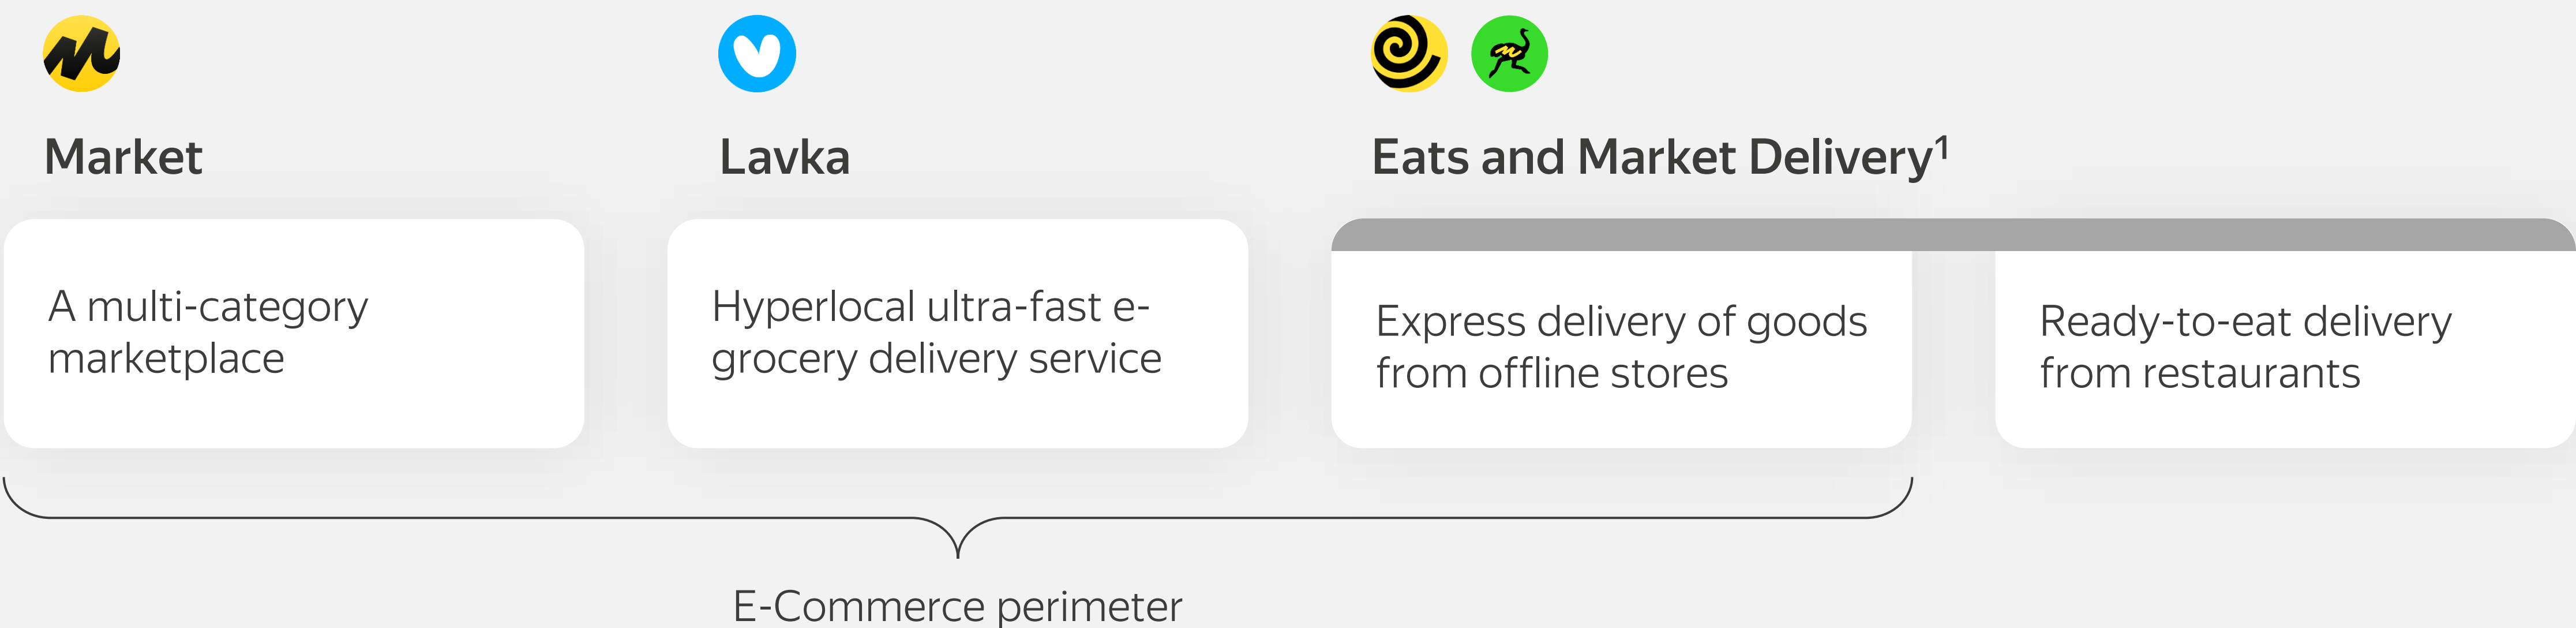 Market
Lavka
Eats and Market Delivery¹
A multi-category
marketplace
Hyperlocal ultra-fast e-
grocery delivery service
Express delivery of goods
from offline stores
Ready-to-eat delivery
from restaurants
E-Commerce perimeter